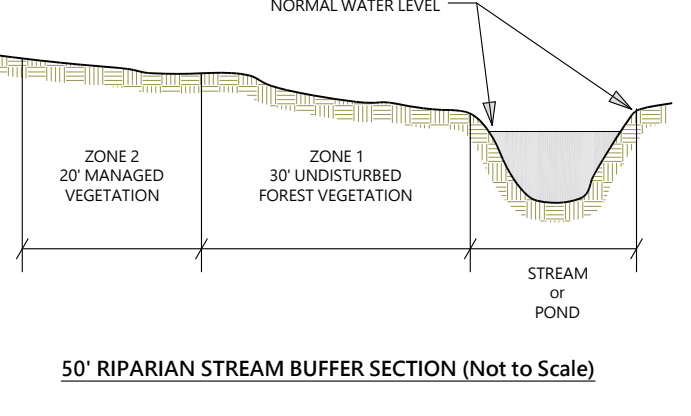 NORMAL WATER LEVEL
ZONE 2
20' MANAGED
VEGETATION
ZONE 1
30' UNDISTURBED
FOREST VEGETATION
STREAM
or
POND
50' RIPARIAN STREAM BUFFER SECTION (Not to Scale)